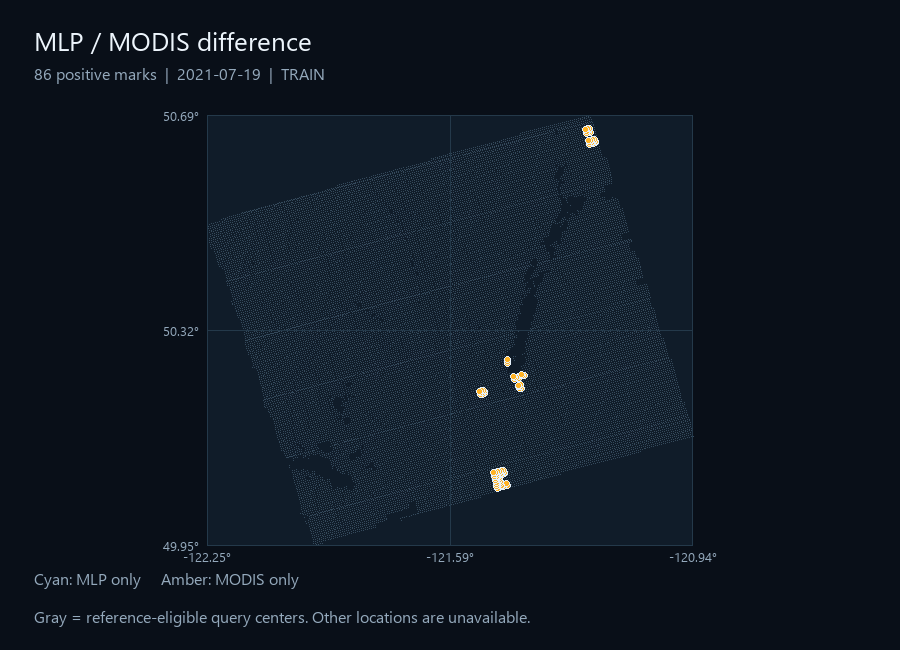 MLP / MODIS difference
86 positive marks | 2021-07-19 | TRAIN
50.69°
50.32°
49.95°
-122.25° -121.59° -120.94°
Cyan: MLP only Amber: MODIS only
Gray = reference-eligible query centers. Other locations are unavailable.